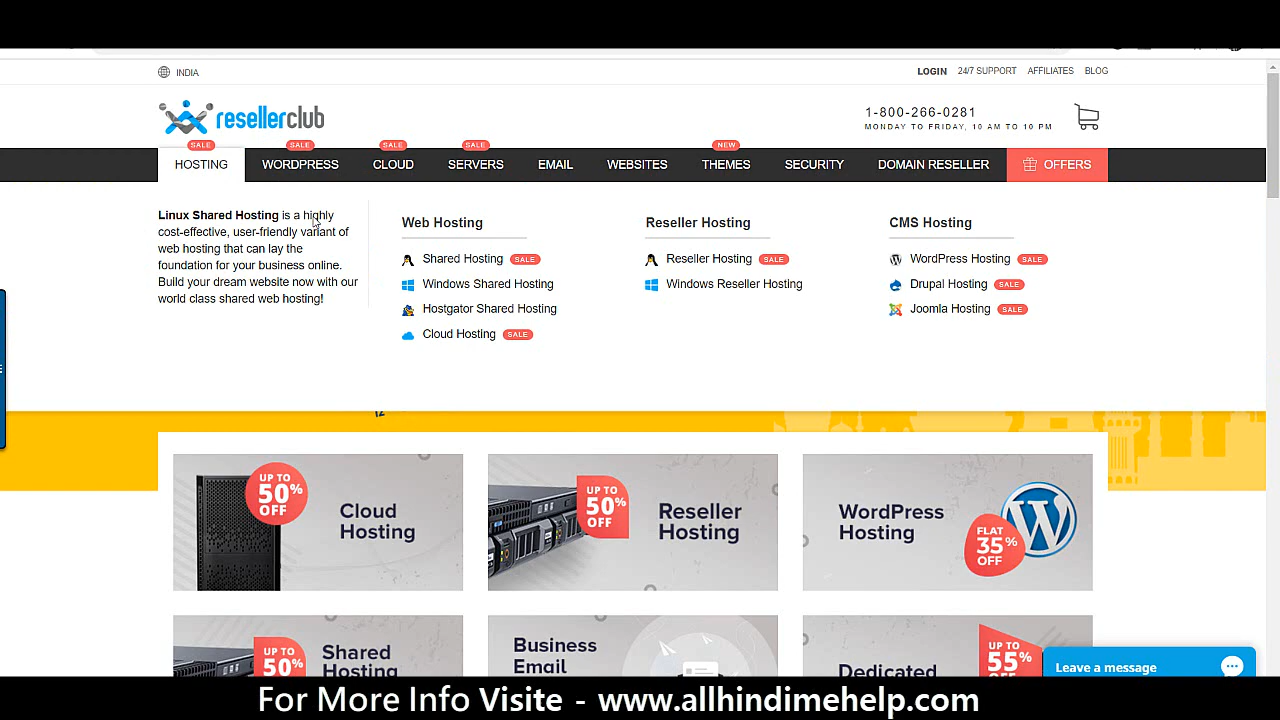 INDIA
LOGIN 24/7 SUPPORT AFFILIATES BLOG
resellerclub
1-800-266-0281
MONDAY TO FRIDAY, 10 AM TO 10 PM
SALE SALE SALE SALE NEW
HOSTING WORDPRESS CLOUD SERVERS EMAIL WEBSITES THEMES SECURITY DOMAIN RESELLER OFFERS
Linux Shared Hosting is a highly
cost-effective, user-friendly variant of
web hosting that can lay the
foundation for your business online.
Build your dream website now with our
world class shared web hosting!
Web Hosting
Shared Hosting SALE
Windows Shared Hosting
Hostgator Shared Hosting
Cloud Hosting SALE
Reseller Hosting
Reseller Hosting SALE
Windows Reseller Hosting
CMS Hosting
WordPress Hosting SALE
Drupal Hosting SALE
Joomla Hosting SALE
12
UP TO
50%
OFF
Cloud
Hosting
UP TO
50%
OFF
Reseller
Hosting
WordPress
Hosting
FLAT
35%
OFF
UP TO
50%
Shared
Hosting
Business
Email
Dedicated
UP TO
55%
Leave a message
For More Info Visite - www.allhindimehelp.com